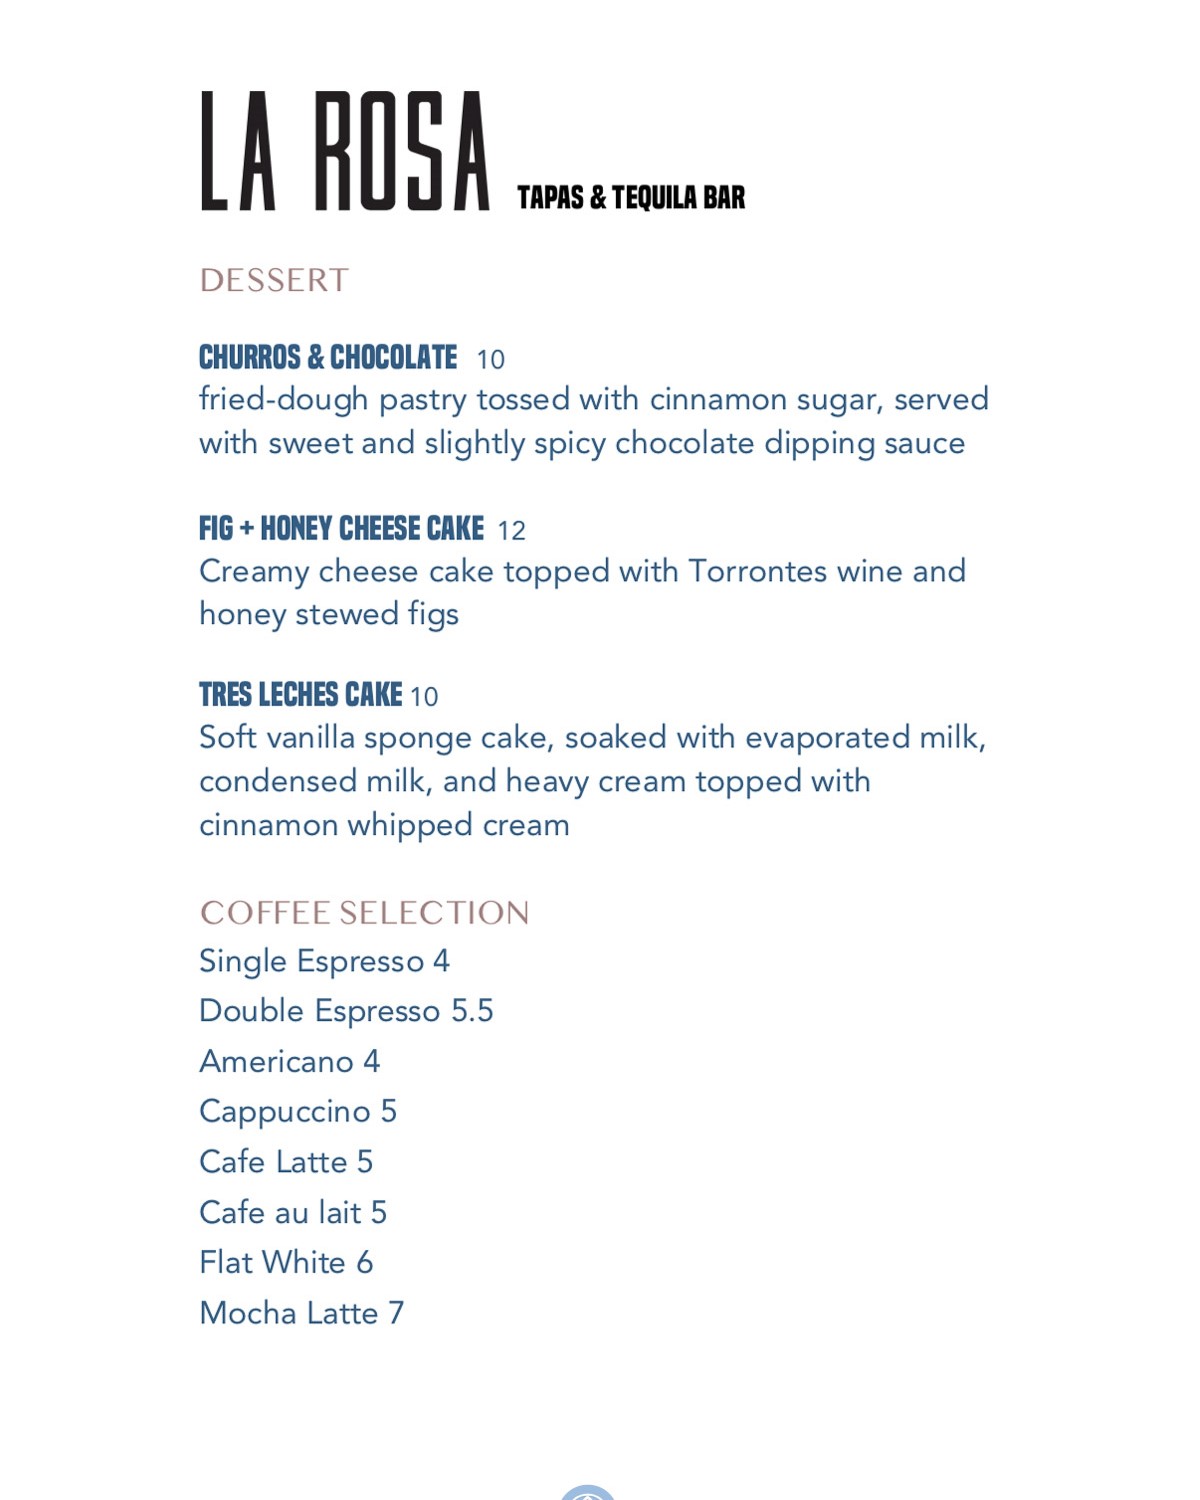 LA ROSA TAPAS & TEQUILA BAR
DESSERT
CHURROS & CHOCOLATE 10
fried-dough pastry tossed with cinnamon sugar, served
with sweet and slightly spicy chocolate dipping sauce
FIG + HONEY CHEESE CAKE 12
Creamy cheese cake topped with Torrontes wine and
honey stewed figs
TRES LECHES CAKE 10
Soft vanilla sponge cake, soaked with evaporated milk,
condensed milk, and heavy cream topped with
cinnamon whipped cream
COFFEE SELECTION
Single Espresso 4
Double Espresso 5.5
Americano 4
Cappuccino 5
Cafe Latte 5
Cafe au lait 5
Flat White 6
Mocha Latte 7